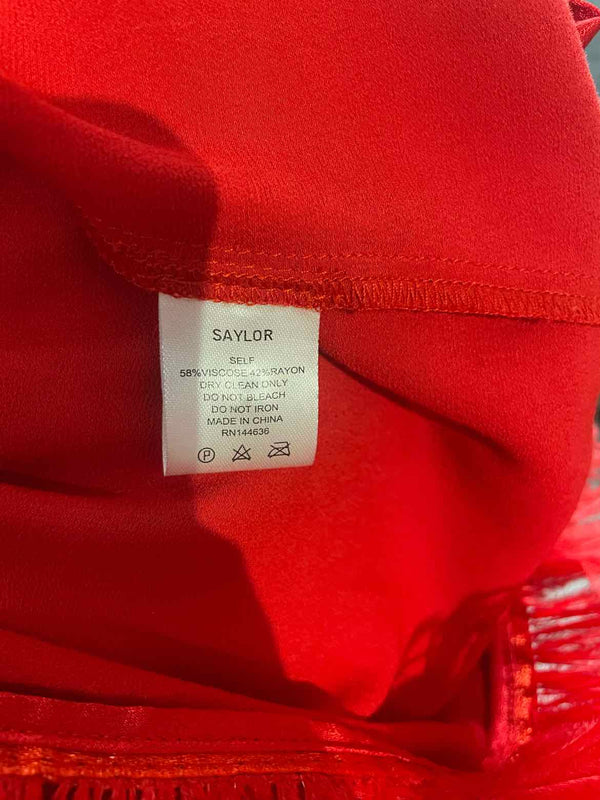 SAYLOR
SELF
58%VISCOSE 42%RAYON
DRY CLEAN ONLY
DO NOT BLEACH
DO NOT IRON
MADE IN CHINA
RN144636
P